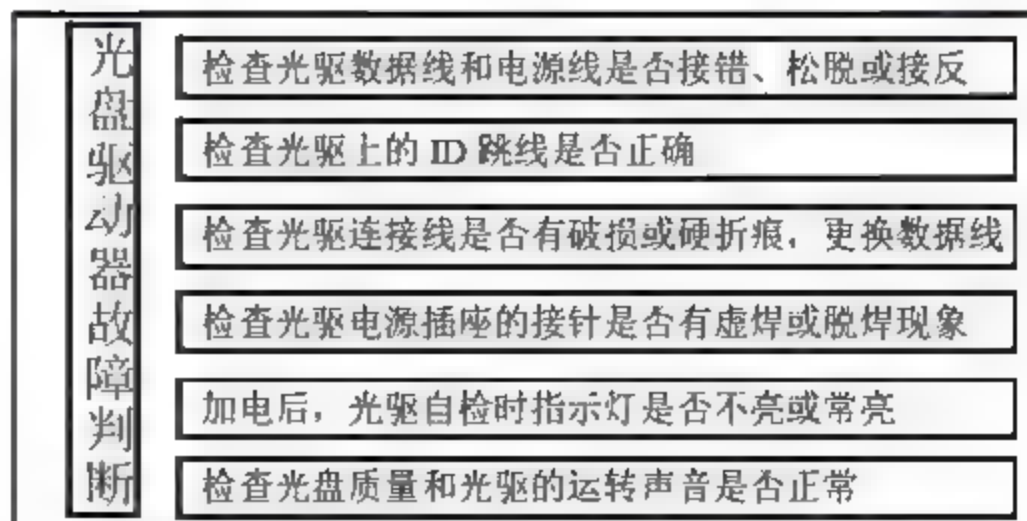 光盘驱动器故障判断
检查光驱数据线和电源线是否接错、松脱或接反
检查光驱上的 ID 跳线是否正确
检查光驱连接线是否有破损或硬折痕，更换数据线
检查光驱电源插座的接针是否有虚焊或脱焊现象
加电后，光驱自检时指示灯是否不亮或常亮
检查光盘质量和光驱的运转声音是否正常